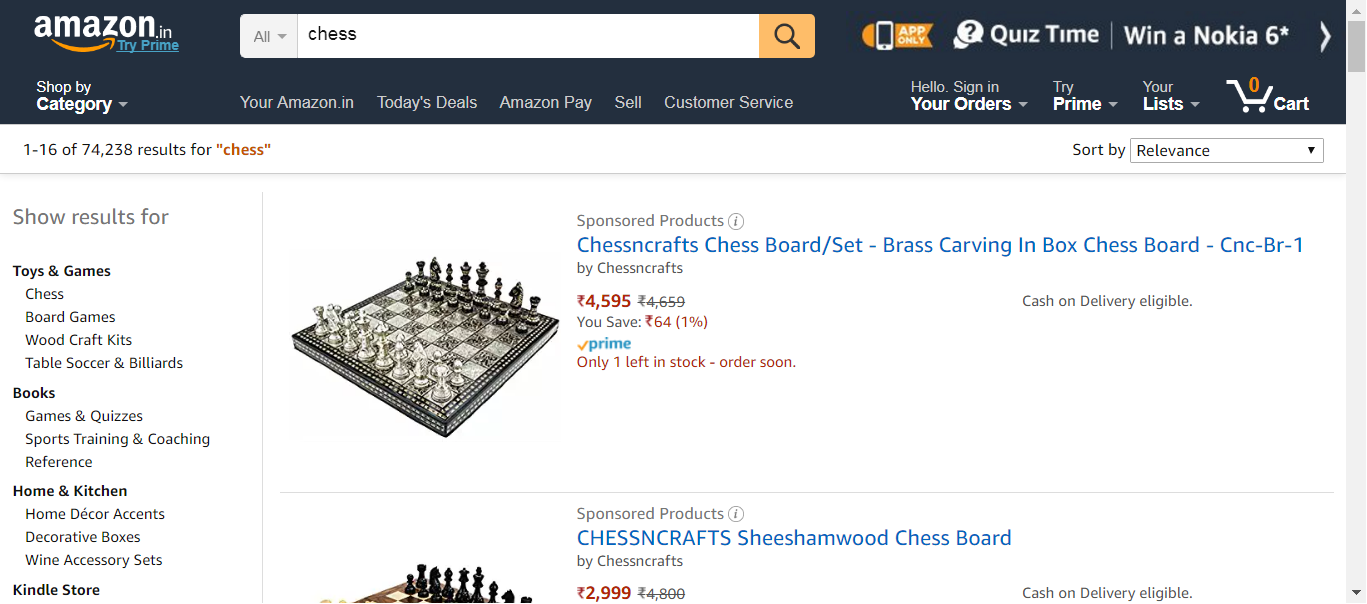 amazon.in
Try Prime
All
chess
APP ONLY
Quiz Time | Win a Nokia 6*
Shop by
Category
Your Amazon.in
Today's Deals
Amazon Pay
Sell
Customer Service
Hello. Sign in
Your Orders
Try
Prime
Your
Lists
0
Cart
1-16 of 74,238 results for "chess"
Sort by Relevance
Show results for
Toys & Games
Chess
Board Games
Wood Craft Kits
Table Soccer & Billiards
Books
Games & Quizzes
Sports Training & Coaching
Reference
Home & Kitchen
Home Décor Accents
Decorative Boxes
Wine Accessory Sets
Kindle Store
Sponsored Products
Chessncrafts Chess Board/Set - Brass Carving In Box Chess Board - Cnc-Br-1
by Chessncrafts
₹4,595 ₹4,659
You Save: ₹64 (1%)
prime
Only 1 left in stock - order soon.
Cash on Delivery eligible.
Sponsored Products
CHESSNCRAFTS Sheeshamwood Chess Board
by Chessncrafts
₹2,999 ₹4,800
Cash on Delivery eligible.